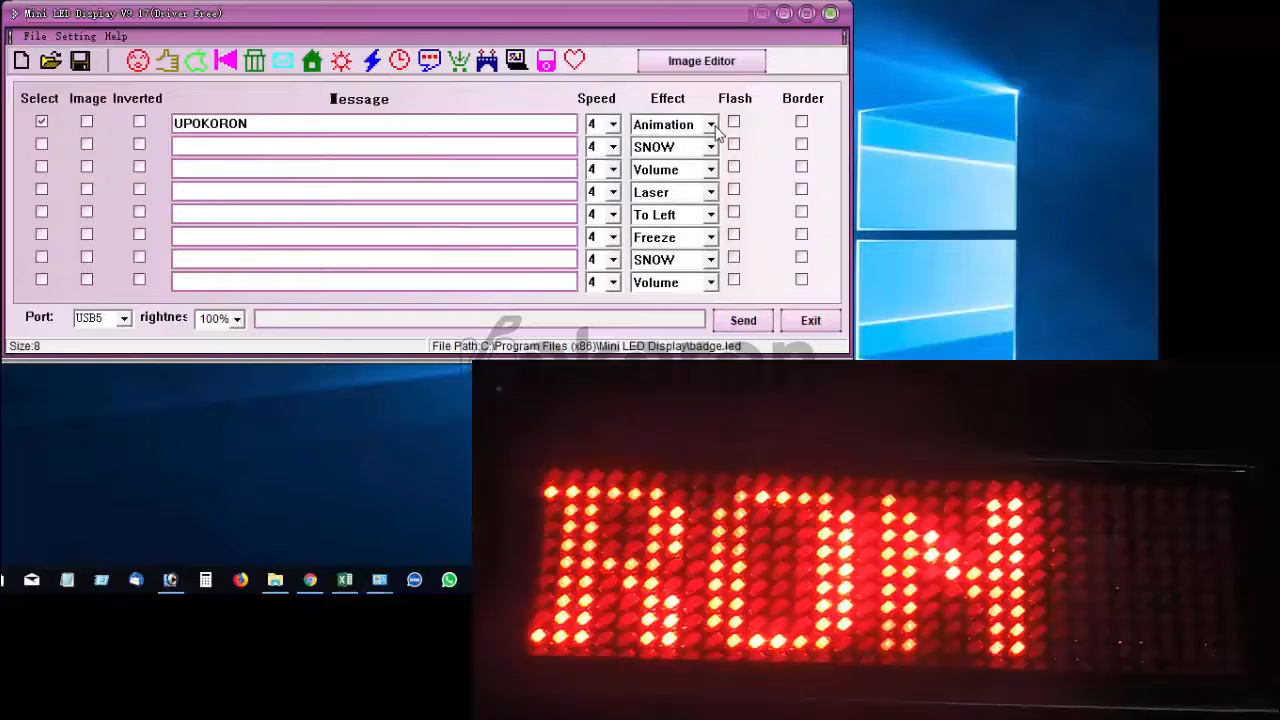 Mini LED Display V9.17(Driver Free)
File Setting Help
Image Editor
Select Image Inverted Message Speed Effect Flash Border
UPOKORON 4 Animation
4 SNOW
4 Volume
4 Laser
4 To Left
4 Freeze
4 SNOW
4 Volume
Port: USB5 rightnes 100% Send Exit
Size:8 File Path:C:\Program Files (x86)\Mini LED Display\badge.led
RON